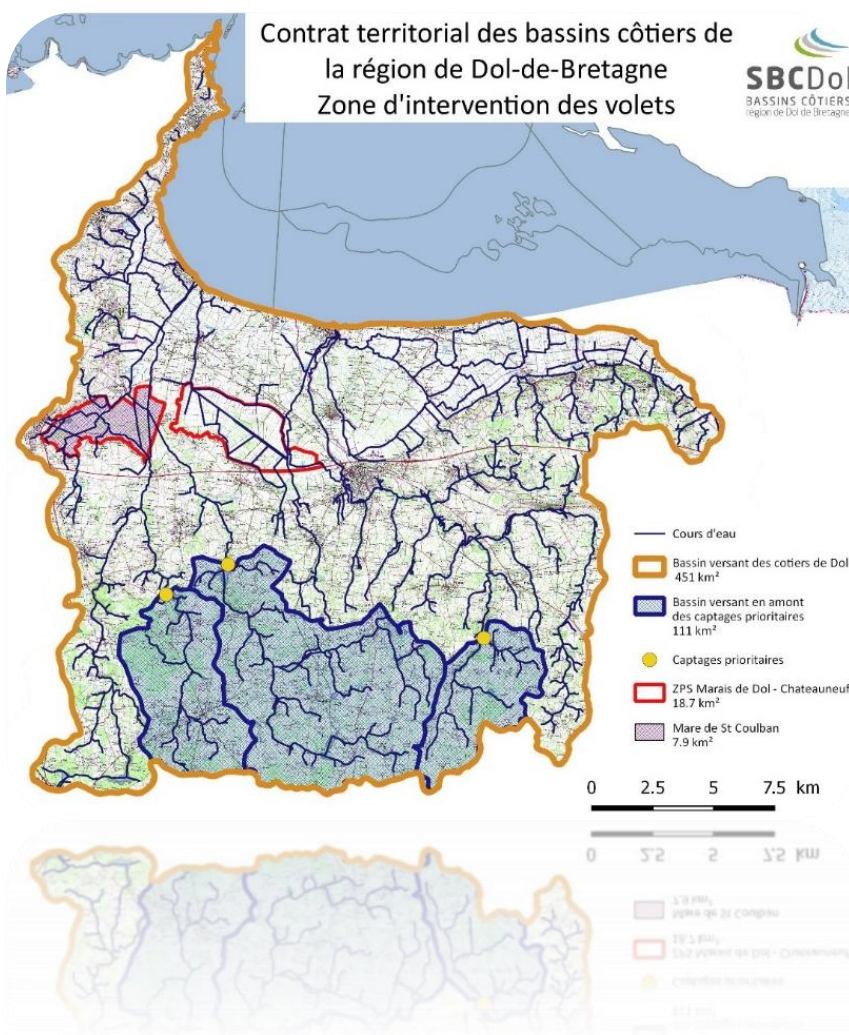 Contrat territorial des bassins côtiers de
la région de Dol-de-Bretagne
Zone d'intervention des volets
SBCDol
BASSINS CÔTIERS
région de Dol de Bretagne
Cours d'eau
Bassin versant des cotiers de Dol
451 km²
Bassin versant en amont
des captages prioritaires
111 km²
Captages prioritaires
ZPS Marais de Dol - Chateauneuf
18.7 km²
Mare de St Coulban
7.9 km²
0 2.5 5 7.5 km